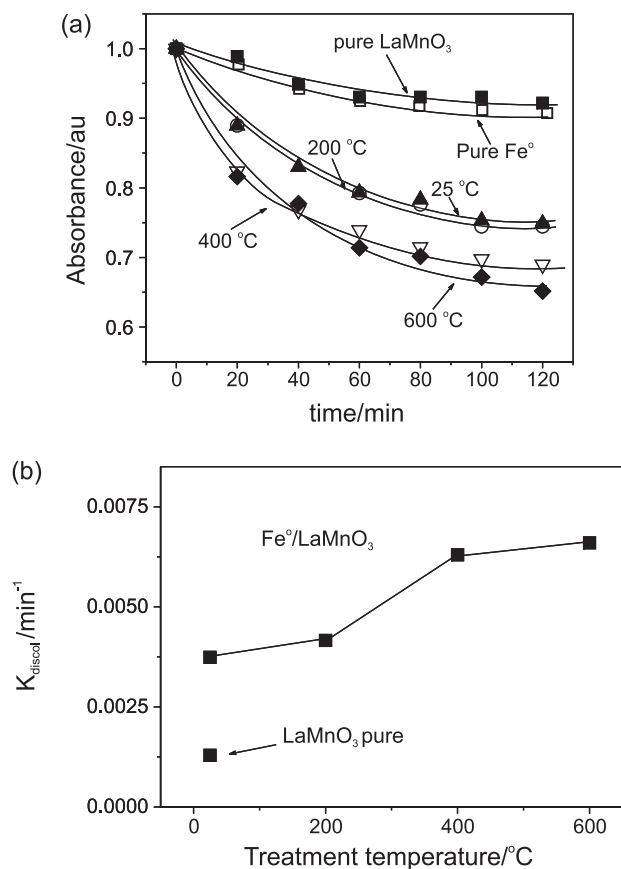 (a)
1.0
0.9
0.8
0.7
0.6
Absorbance/au
pure LaMnO₃
Pure Fe°
200 °C
25 °C
400 °C
600 °C
0 20 40 60 80 100 120
time/min
(b)
0.0075
0.0050
0.0025
0.0000
K_discol/min⁻¹
Fe°/LaMnO₃
LaMnO₃ pure
0 200 400 600
Treatment temperature/°C